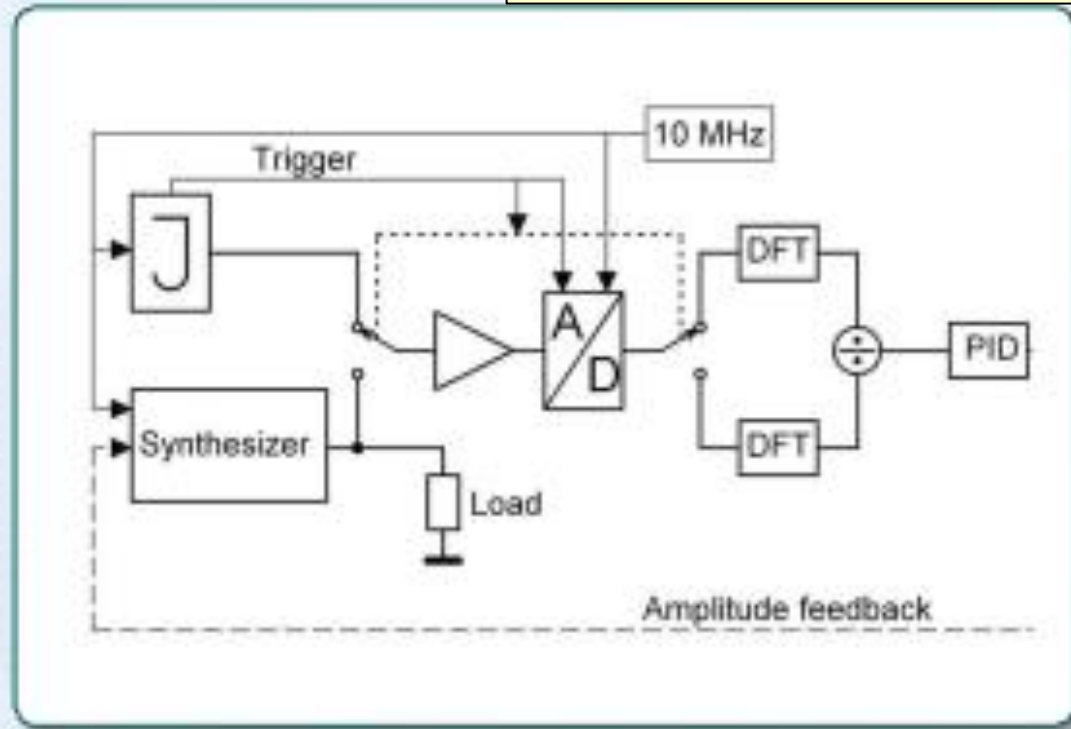 10 MHz
Trigger
J
A
D
DFT
PID
Synthesizer
DFT
Load
Amplitude feedback